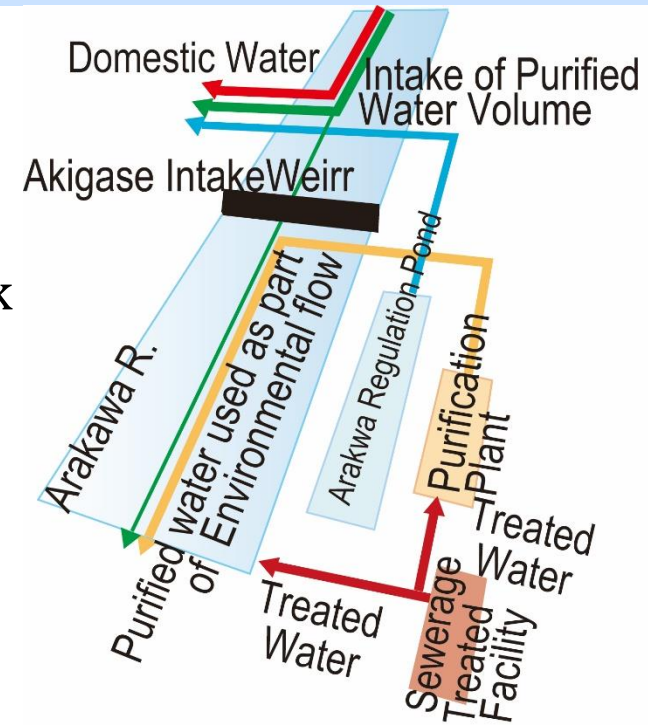 Domestic Water
Intake of Purified
Water Volume
Akigase IntakeWeirr
k
Arakawa R.
Purified water used as part
of Environmental flow
Arakwa Regulation Pond
Purification
Plant
Treated
Water
Treated
Water
Sewerage
Treated
Facility